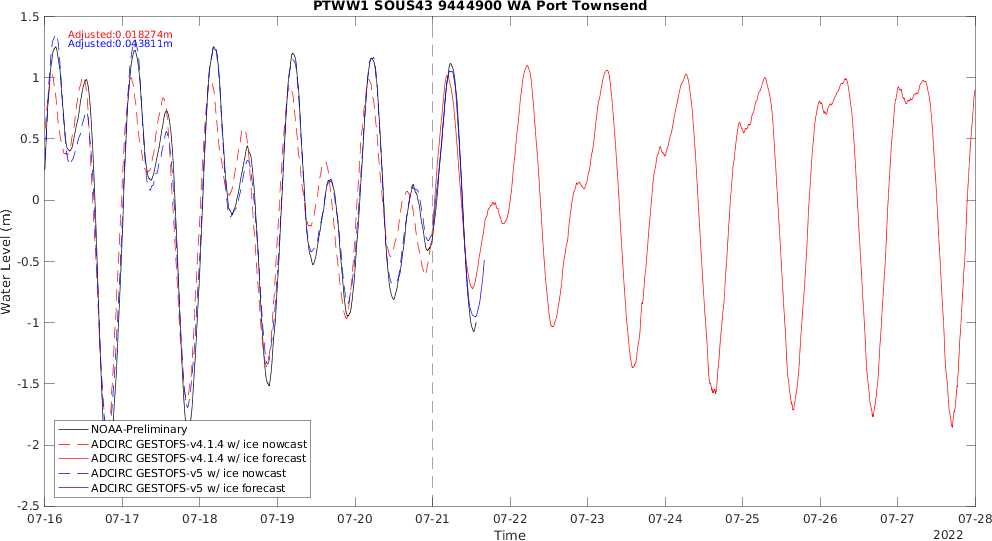 PTWW1 SOUS43 9444900 WA Port Townsend
Adjusted:0.018274m
Adjusted:0.043811m
1.5
1
0.5
0
-0.5
-1
-1.5
-2
-2.5
Water Level (m)
NOAA-Preliminary
ADCIRC GESTOFS-v4.1.4 w/ ice nowcast
ADCIRC GESTOFS-v4.1.4 w/ ice forecast
ADCIRC GESTOFS-v5 w/ ice nowcast
ADCIRC GESTOFS-v5 w/ ice forecast
07-16 07-17 07-18 07-19 07-20 07-21 07-22 07-23 07-24 07-25 07-26 07-27 07-28
Time
2022